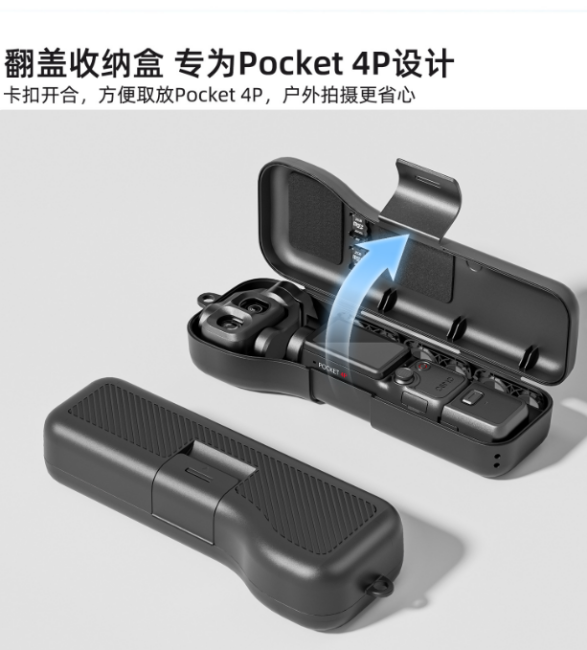 翻盖收纳盒 专为Pocket 4P设计
卡扣开合，方便取放Pocket 4P，户外拍摄更省心
POCKET 4P